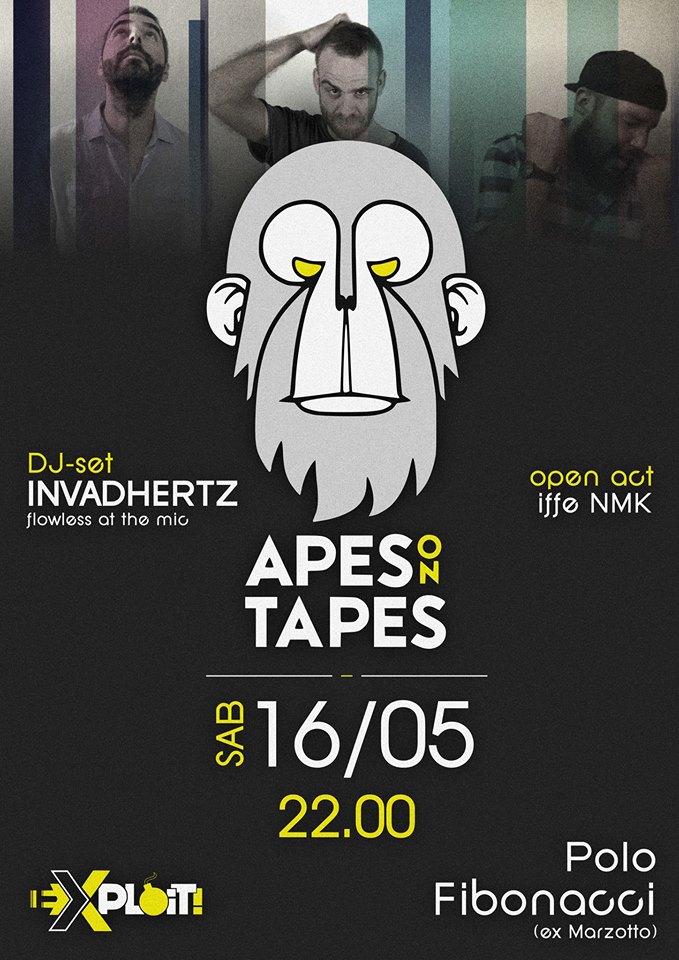 DJ-set
INVADHERTZ
flowless at the mic
open act
iffe NMK
APES ON
TAPES
SAB 16/05
22.00
EXPLOiT!
Polo
Fibonacci
(ex Marzotto)